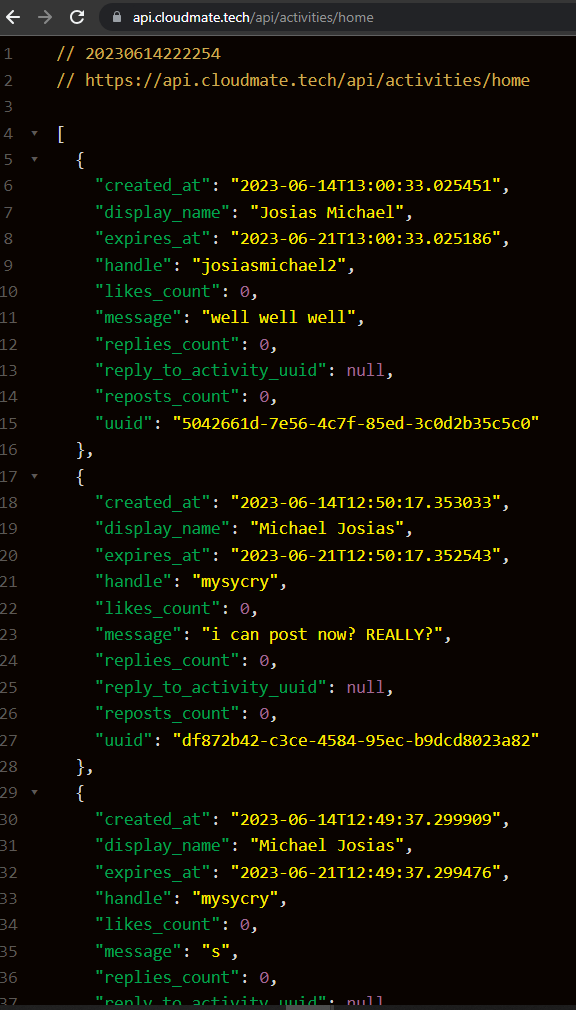 api.cloudmate.tech/api/activities/home
1 // 20230614222254
2 // https://api.cloudmate.tech/api/activities/home
3
4 [
5 {
6 "created_at": "2023-06-14T13:00:33.025451",
7 "display_name": "Josias Michael",
8 "expires_at": "2023-06-21T13:00:33.025186",
9 "handle": "josiasmichael2",
10 "likes_count": 0,
11 "message": "well well well",
12 "replies_count": 0,
13 "reply_to_activity_uuid": null,
14 "reposts_count": 0,
15 "uuid": "5042661d-7e56-4c7f-85ed-3c0d2b35c5c0"
16 },
17 {
18 "created_at": "2023-06-14T12:50:17.353033",
19 "display_name": "Michael Josias",
20 "expires_at": "2023-06-21T12:50:17.352543",
21 "handle": "mysycry",
22 "likes_count": 0,
23 "message": "i can post now? REALLY?",
24 "replies_count": 0,
25 "reply_to_activity_uuid": null,
26 "reposts_count": 0,
27 "uuid": "df872b42-c3ce-4584-95ec-b9dcd8023a82"
28 },
29 {
30 "created_at": "2023-06-14T12:49:37.299909",
31 "display_name": "Michael Josias",
32 "expires_at": "2023-06-21T12:49:37.299476",
33 "handle": "mysycry",
34 "likes_count": 0,
35 "message": "s",
36 "replies_count": 0,
37 "reply_to_activity_uuid": null